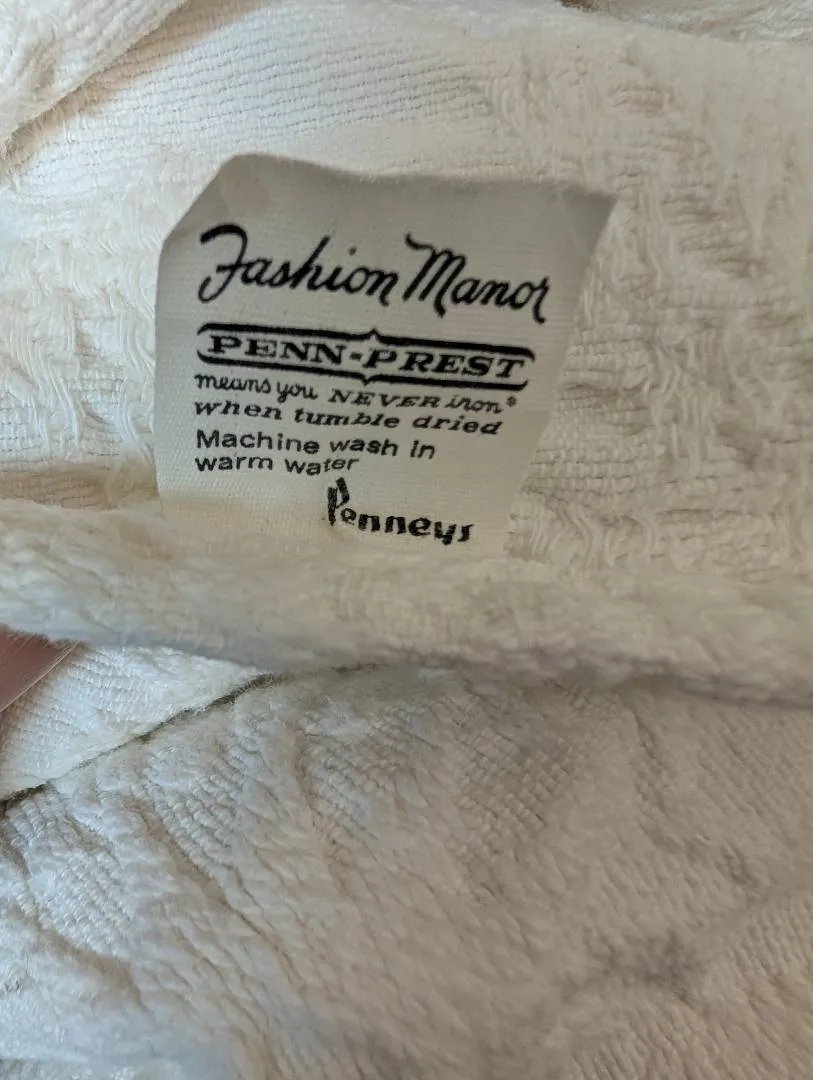 Fashion Manor
PENN-PREST
means you NEVER iron*
when tumble dried
Machine wash in
warm water
Penneys